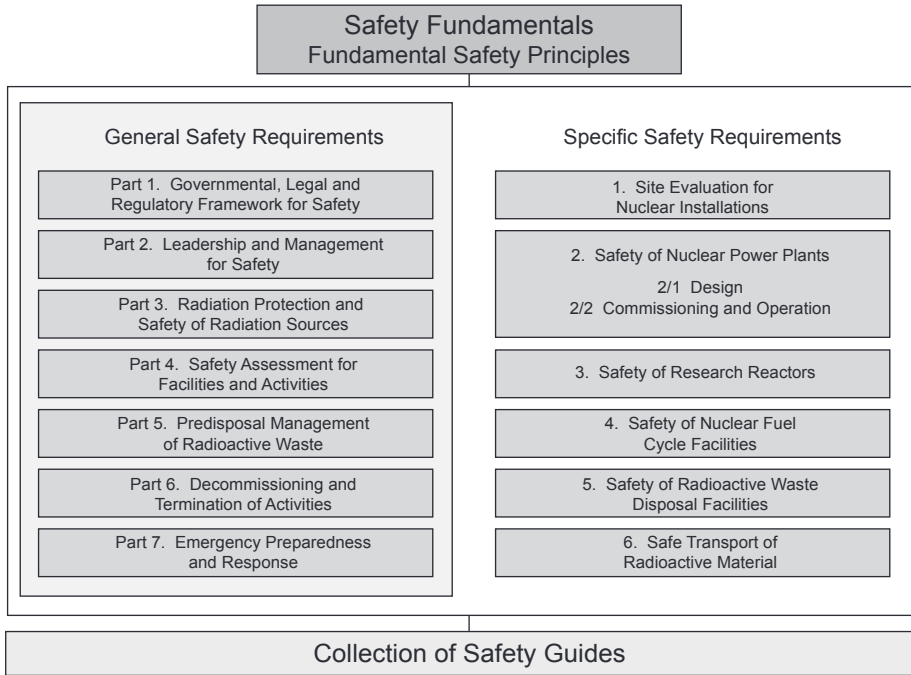 Safety Fundamentals
Fundamental Safety Principles
General Safety Requirements
Part 1. Governmental, Legal and
Regulatory Framework for Safety
Part 2. Leadership and Management
for Safety
Part 3. Radiation Protection and
Safety of Radiation Sources
Part 4. Safety Assessment for
Facilities and Activities
Part 5. Predisposal Management
of Radioactive Waste
Part 6. Decommissioning and
Termination of Activities
Part 7. Emergency Preparedness
and Response
Specific Safety Requirements
1. Site Evaluation for
Nuclear Installations
2. Safety of Nuclear Power Plants
2/1 Design
2/2 Commissioning and Operation
3. Safety of Research Reactors
4. Safety of Nuclear Fuel
Cycle Facilities
5. Safety of Radioactive Waste
Disposal Facilities
6. Safe Transport of
Radioactive Material
Collection of Safety Guides